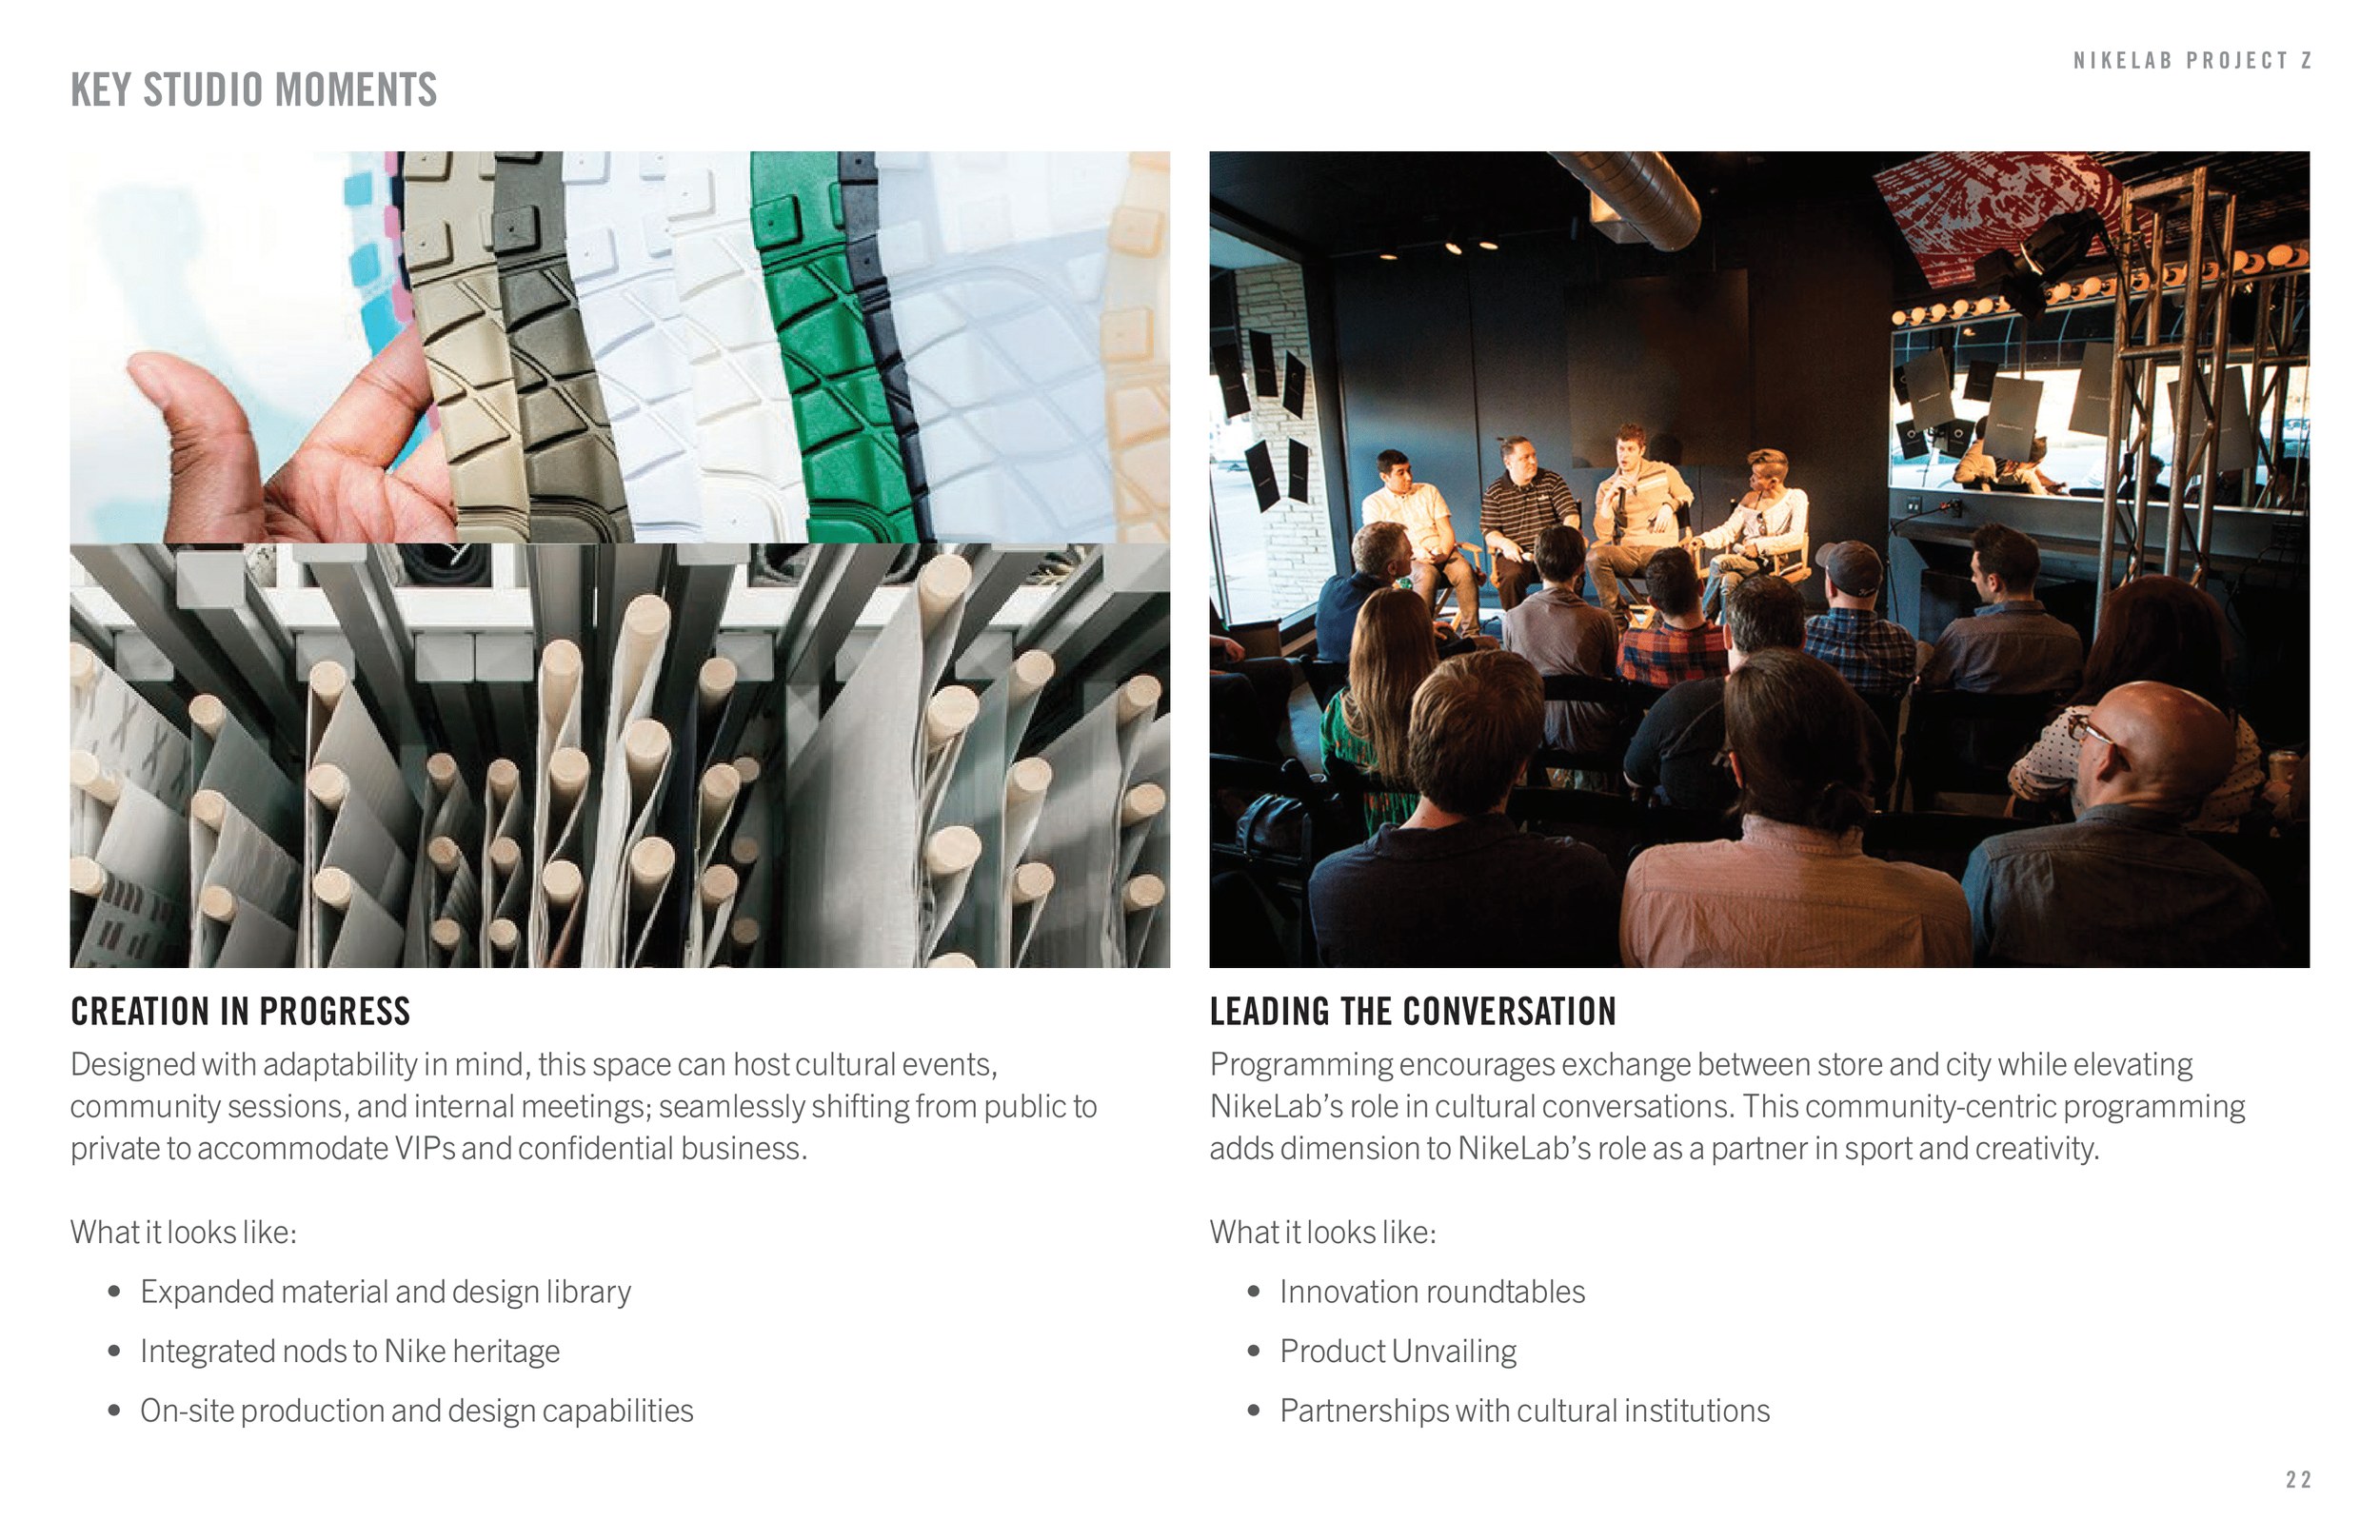 NIKELAB PROJECT Z
KEY STUDIO MOMENTS
CREATION IN PROGRESS
Designed with adaptability in mind, this space can host cultural events,
community sessions, and internal meetings; seamlessly shifting from public to
private to accommodate VIPs and confidential business.
What it looks like:
• Expanded material and design library
• Integrated nods to Nike heritage
• On-site production and design capabilities
LEADING THE CONVERSATION
Programming encourages exchange between store and city while elevating
NikeLab’s role in cultural conversations. This community-centric programming
adds dimension to NikeLab’s role as a partner in sport and creativity.
What it looks like:
• Innovation roundtables
• Product Unvailing
• Partnerships with cultural institutions
22